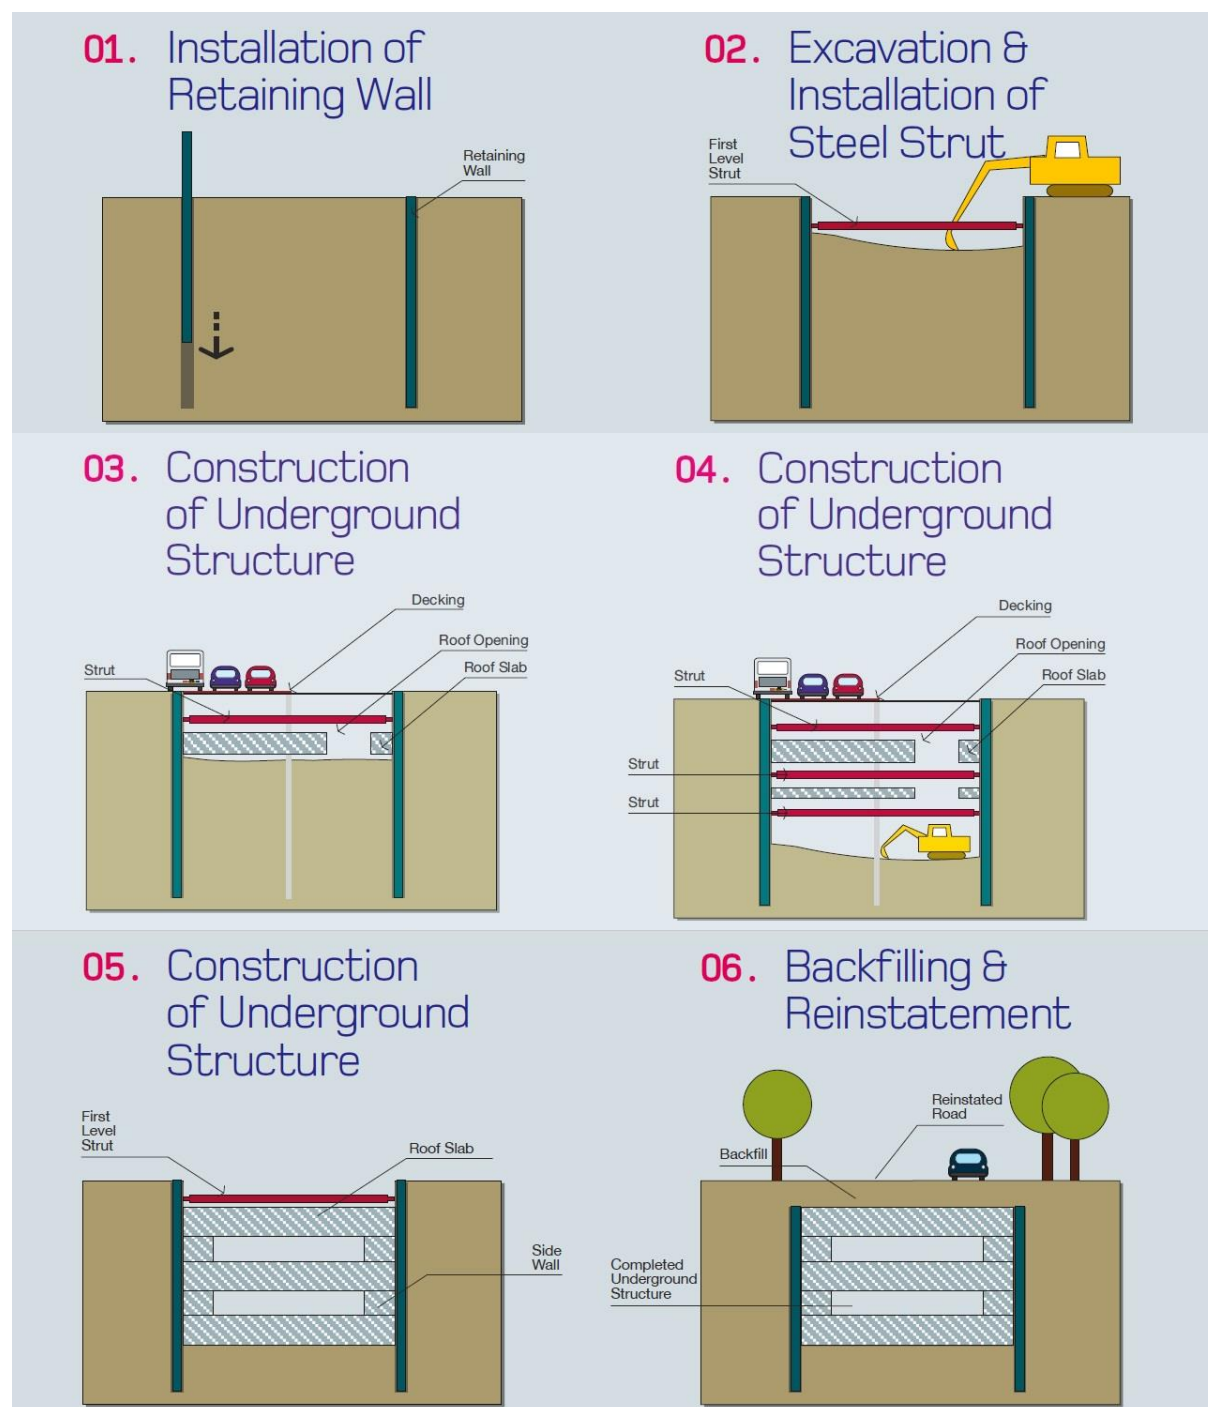 01. Installation of
Retaining Wall
Retaining
Wall
02. Excavation &
Installation of
Steel Strut
First
Level
Strut
03. Construction
of Underground
Structure
Decking
Roof Opening
Roof Slab
Strut
04. Construction
of Underground
Structure
Decking
Roof Opening
Roof Slab
Strut
Strut
Strut
05. Construction
of Underground
Structure
First
Level
Strut
Roof Slab
Side
Wall
06. Backfilling &
Reinstatement
Reinstated
Road
Backfill
Completed
Underground
Structure